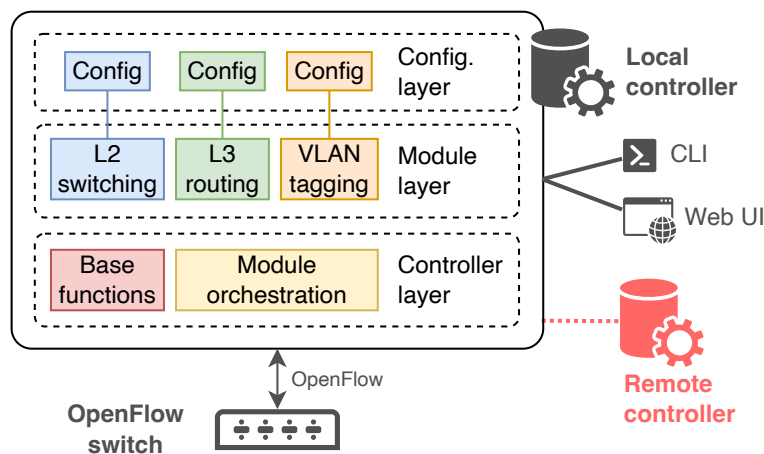 Config
Config
Config
Config.
layer
Local
controller
L2
switching
L3
routing
VLAN
tagging
Module
layer
CLI
Web UI
Base
functions
Module
orchestration
Controller
layer
Remote
controller
OpenFlow
OpenFlow
switch